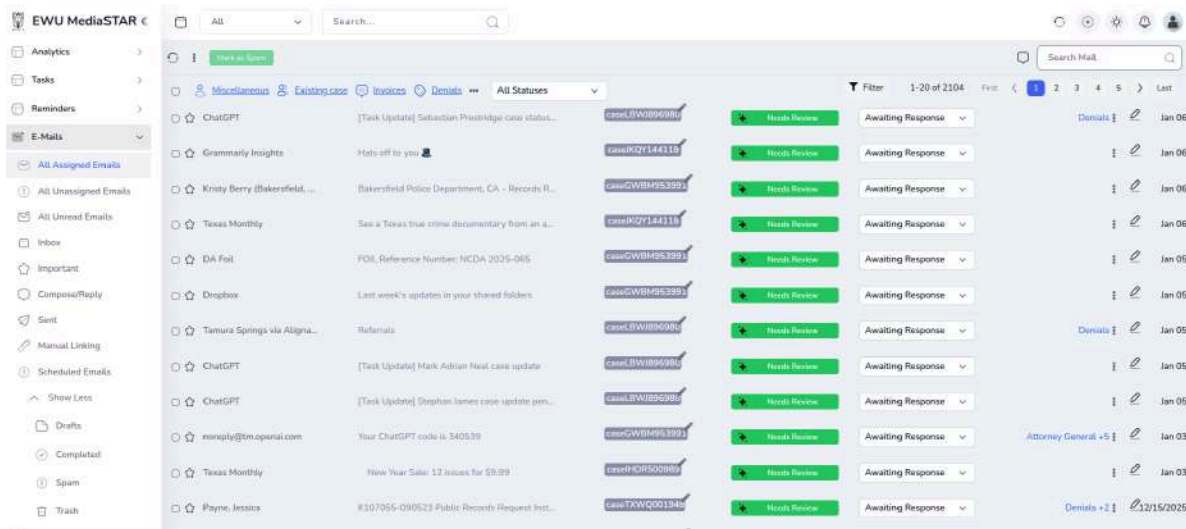 EWU MediaSTAR
All
Search...
Analytics
Mark as Spam
Search Mail
Tasks
Miscellaneous Existing case Invoices Denials ••• All Statuses
Filter 1-20 of 2104 First 1 2 3 4 5 Last
Reminders
E-Mails
All Assigned Emails
All Unassigned Emails
All Unread Emails
Inbox
Important
Compose/Reply
Sent
Manual Linking
Scheduled Emails
Show Less
Drafts
Completed
Spam
Trash
ChatGPT [Task Update] Sebastian Prestridge case status... Needs Review Awaiting Response Denials Jan 06
Grammarly Insights Hats off to you Needs Review Awaiting Response Jan 06
Kristy Berry (Bakersfield, ... Bakersfield Police Department, CA - Records R... Needs Review Awaiting Response Jan 06
Texas Monthly See a Texas true crime documentary from an a... Needs Review Awaiting Response Jan 06
DA Foil FOIL Reference Number: NCDA 2025-065 Needs Review Awaiting Response Jan 05
Dropbox Last week's updates in your shared folders Needs Review Awaiting Response Jan 05
Tamura Springs via Aligna... Referrals Needs Review Awaiting Response Denials Jan 05
ChatGPT [Task Update] Mark Adrian Neal case update Needs Review Awaiting Response Jan 05
ChatGPT [Task Update] Stephan James case update pen... Needs Review Awaiting Response Jan 05
noreply@tm.openai.com Your ChatGPT code is 340539 Needs Review Awaiting Response Attorney General +5 Jan 03
Texas Monthly New Year Sale: 12 issues for $9.99 Needs Review Awaiting Response Jan 03
Payne, Jessica K107055-090523 Public Records Request Inst... Needs Review Awaiting Response Denials +2 12/15/2025